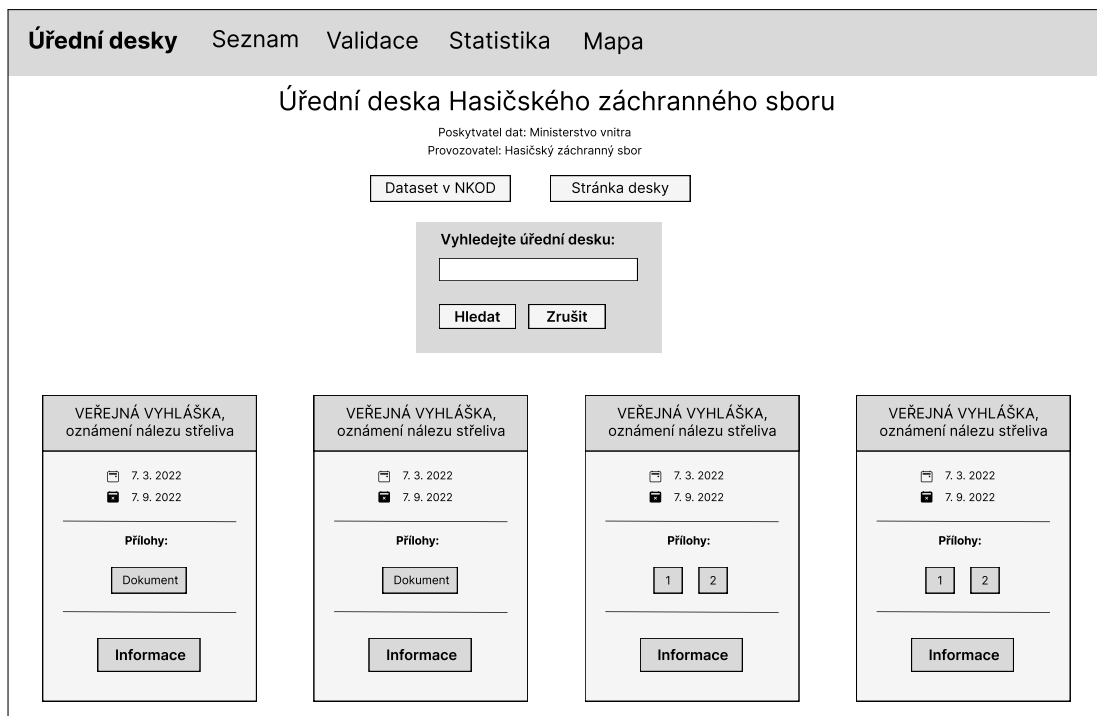 Úřední desky Seznam Validace Statistika Mapa
Úřední deska Hasičského záchranného sboru
Poskytvatel dat: Ministerstvo vnitra
Provozovatel: Hasičský záchranný sbor
Dataset v NKOD Stránka desky
Vyhledejte úřední desku:
Hledat Zrušit
VEŘEJNÁ VYHLÁŠKA,
oznámení nálezu střeliva
7. 3. 2022
7. 9. 2022
Přílohy:
Dokument
Informace
VEŘEJNÁ VYHLÁŠKA,
oznámení nálezu střeliva
7. 3. 2022
7. 9. 2022
Přílohy:
Dokument
Informace
VEŘEJNÁ VYHLÁŠKA,
oznámení nálezu střeliva
7. 3. 2022
7. 9. 2022
Přílohy:
1 2
Informace
VEŘEJNÁ VYHLÁŠKA,
oznámení nálezu střeliva
7. 3. 2022
7. 9. 2022
Přílohy:
1 2
Informace